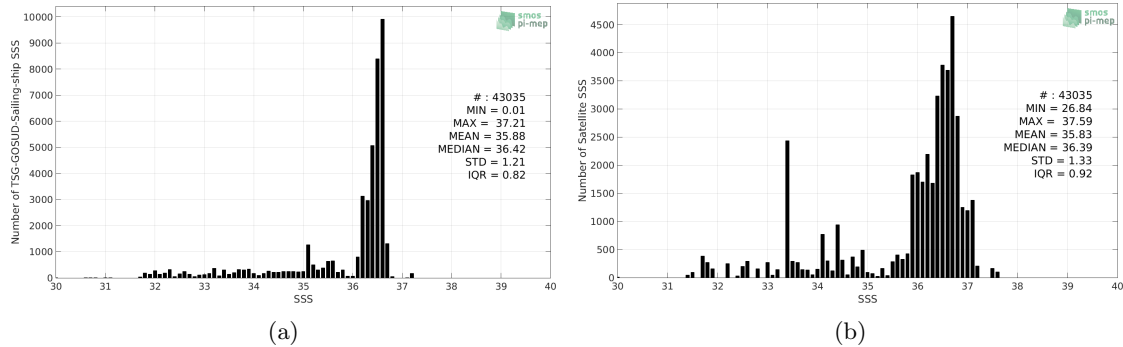 smos
pi-mep
10000
9000
8000
7000
6000
5000
4000
3000
2000
1000
0
Number of TSG-GOSUD-Sailing-ship SSS
# : 43035
MIN = 0.01
MAX = 37.21
MEAN = 35.88
MEDIAN = 36.42
STD = 1.21
IQR = 0.82
30 31 32 33 34 35 36 37 38 39 40
SSS
(a)
smos
pi-mep
4500
4000
3500
3000
2500
2000
1500
1000
500
0
Number of Satellite SSS
# : 43035
MIN = 26.84
MAX = 37.59
MEAN = 35.83
MEDIAN = 36.39
STD = 1.33
IQR = 0.92
30 31 32 33 34 35 36 37 38 39 40
SSS
(b)